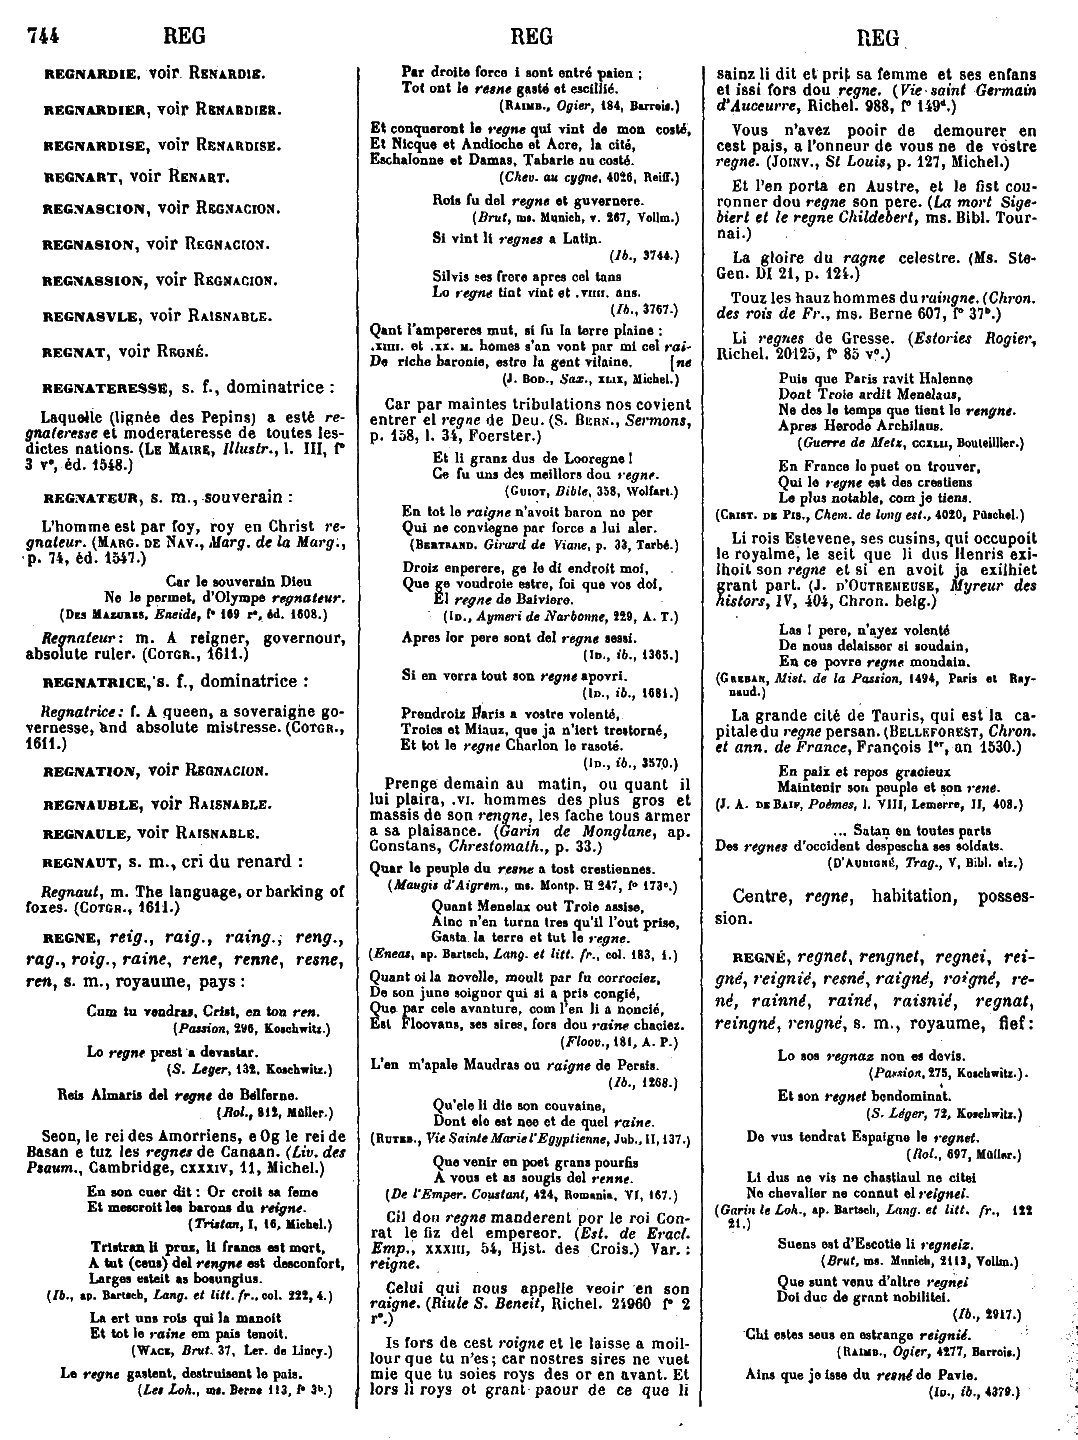 744 REG REG REG
REGNARDIE, voir RENARDIE.
REGNARDIER, voir RENARDIER.
REGNARDISE, voir RENARDISE.
REGNART, voir RENART.
REGNASCION, voir REGNACION.
REGNASION, voir REGNACION.
REGNASSION, voir REGNACION.
REGNASVLE, voir RAISNABLE.
REGNAT, voir REGNÉ.
REGNATERESSE, s. f., dominatrice :
Laquelle (lignée des Pepins) a esté re-
gnateresse et moderateresse de toutes les-
dictes nations. (LE MAIRE, Illustr., l. III, f°
3 v°, éd. 1548.)
REGNATEUR, s. m., souverain :
L'homme est par foy, roy en Christ re-
gnateur. (MARG. DE NAV., Marg. de la Marg.,
p. 74, éd. 1547.)
Car le souverain Dieu
Ne le permet, d'Olympe regnateur.
(DES MAZURES, Eneide, f° 169 r°, éd. 1608.)
Regnateur : m. A reigner, governour,
absolute ruler. (COTGR., 1611.)
REGNATRICE, s. f., dominatrice :
Regnatrice : f. A queen, a soveraigne go-
vernesse, and absolute mistresse. (COTGR.,
1611.)
REGNATION, voir REGNACION.
REGNAUBLE, voir RAISNABLE.
REGNAULE, voir RAISNABLE.
REGNAUT, s. m., cri du renard :
Regnaut, m. The language, or barking of
foxes. (COTGR., 1611.)
REGNE, reig., raig., raing., reng.,
rag., roig., raine, rene, renne, resne,
ren, s. m., royaume, pays :
Cum tu vendras, Crist, en ton ren.
(Passion, 296, Koschwitz.)
Lo regne prest a devastar.
(S. Leger, 132, Koschwitz.)
Reis Almaris del regne de Belferne.
(Rol., 812, Müller.)
Seon, le rei des Amorriens, e Og le rei de
Basan e tuz les regnes de Canaan. (Liv. des
Psaum., Cambridge, CXXXIV, 11, Michel.)
En son cuer dit : Or croit sa feme
Et mescroit les barons du reigne.
(Tristan, I, 16, Michel.)
Tristran li pruz, li francs est mort,
A tut (ceus) del rengne est desconfort,
Larges esteit as bosungius.
(Ib., ap. Bartsch, Lang. et litt. fr., col. 222, 4.)
La ert uns rois qui la manoit
Et tot le raine em pais tenoit.
(WACE, Brut, 37, Ler. de Lincy.)
Le regne gastent, destruisent le pais.
(Les Loh., ms. Berne 113, f° 3ᵇ.)
Par droite force i sont entré paien ;
Tot ont le resne gasté et escillié.
(RAIMB., Ogier, 184, Barrois.)
Et conqueront le regne qui vint de mon costé,
Et Nicque et Andioche et Acre, la cité,
Eschalonne et Damas, Tabarie au costé.
(Chev. au cygne, 4026, Reiff.)
Rois fu del regne et guvernere.
(Brut, ms. Munich, v. 267, Vollm.)
Si vint li regnes a Latin.
(Ib., 3744.)
Silvis ses frere apres cel tans
Lo regne tint vint et .VIIII. ans.
(Ib., 3767.)
Qant l'ampereres mut, si fu la terre plaine :
.XIIII. et .XX. M. homes s'an vont par mi cel rai-
De riche baronie, estre la gent vilaine. [ne
(J. BOD., Sax., XLIX, Michel.)
Car par maintes tribulations nos covient
entrer el regne de Deu. (S. BERN., Sermons,
p. 158, l. 34, Foerster.)
Et li granz dus de Looregne !
Ce fu uns des meillors dou regne.
(GUIOT, Bible, 358, Wolfart.)
En tot le raigne n'avoit baron ne per
Qui ne conviegne par force a lui aler.
(BERTRAND, Girard de Viane, p. 33, Tarbé.)
Droiz enperere, ge le di endroit moi,
Que ge voudroie estre, foi que vos doi,
El regne de Baiviere.
(ID., Aymeri de Narbonne, 229, A. T.)
Apres lor pere sont del regne sessi.
(ID., ib., 1365.)
Si en verra tout son regne apovri.
(ID., ib., 1681.)
Prendroiz Paris a vostre volenté,
Troies et Miauz, que ja n'iert trestorné,
Et tot le regne Charlon le rasoté.
(ID., ib., 3570.)
Prenge demain au matin, ou quant il
lui plaira, .VI. hommes des plus gros et
massis de son rengne, les fache tous armer
a sa plaisance. (Garin de Monglane, ap.
Constans, Chrestomath., p. 33.)
Quar le peuple du resne a tost crestiennes.
(Maugis d'Aigrem., ms. Montp. H 247, f° 173ᵉ.)
Quant Menelax out Troie assise,
Ainc n'en turna tres qu'il l'out prise,
Gasta la terre et tut le regne.
(Eneas, ap. Bartsch, Lang. et litt. fr., col. 183, 1.)
Quant oi la novelle, moult par fu corrociez,
De son june soignor qui si a pris congié,
Que par cele avanture, com l'en li a noncié,
Est Floovans, ses sires, fors dou raine chaciez.
(Floov., 181, A. P.)
L'en m'apale Maudras ou raigne de Persis.
(Ib., 1268.)
Qu'ele li die son couvaine,
Dont ele est nee et de quel raine.
(RUTEB., Vie Sainte Marie l'Egyptienne, Jub., II, 137.)
Que venir en poet grans pourfis
A vous et as sougis del renne.
(De l'Emper. Coustant, 424, Romania, VI, 167.)
Cil dou regne manderent por le roi Con-
rat le fiz del empereor. (Est. de Eracl.
Emp., XXXIII, 54, Hist. des Crois.) Var. :
reigne.
Celui qui nous appelle veoir en son
raigne. (Riule S. Beneit, Richel. 24960 f° 2
r°.)
Is fors de cest roigne et le laisse a moil-
lour que tu n'es ; car nostres sires ne vuet
mie que tu soies roys des or en avant. Et
lors li roys ot grant paour de ce que li
sainz li dit et prit sa femme et ses enfans
et issi fors dou regne. (Vie saint Germain
d'Auceurre, Richel. 988, f° 149ᵈ.)
Vous n'avez pooir de demourer en
cest pais, a l'onneur de vous ne de vostre
regne. (JOINV., St Louis, p. 127, Michel.)
Et l'en porta en Austre, et le fist cou-
ronner dou regne son pere. (La mort Sige-
biert et le regne Childebert, ms. Bibl. Tour-
nai.)
La gloire du ragne celestre. (Ms. Ste-
Gen. DI 21, p. 124.)
Touz les hauz hommes du raingne. (Chron.
des rois de Fr., ms. Berne 607, f° 37ᵇ.)
Li regnes de Gresse. (Estories Rogier,
Richel. 20125, f° 85 v°.)
Puis que Paris ravit Halenne
Dont Troie ardit Menelaus,
Ne des le temps que tient le rengne.
Apres Herode Archilaus.
(Guerre de Metz, CCXLII, Bouteillier.)
En France lo puet on trouver,
Qui le regne est des crestiens
Le plus notable, com je tiens.
(CRIST. DE PIS., Chem. de long est., 4020, Püschel.)
Li rois Estevene, ses cusins, qui occupoit
le royalme, le seit que li dus Henris exi-
lhoit son regne et si en avoit ja exilhiet
grant part. (J. D'OUTREMEUSE, Myreur des
histors, IV, 404, Chron. belg.)
Las ! pere, n'ayez volenté
De nous delaisser si soudain,
En ce povre regne mondain.
(GREBAN, Mist. de la Passion, 1494, Paris et Ray-
naud.)
La grande cité de Tauris, qui est la ca-
pitale du regne persan. (BELLEFOREST, Chron.
et ann. de France, François Iᵉʳ, an 1530.)
En paix et repos gracieux
Maintenir son peuple et son rene.
(J. A. DE BAIF, Poèmes, l. VIII, Lemerre, II, 408.)
... Satan en toutes parts
Des regnes d'occident despescha ses soldats.
(D'AUBIGNÉ, Trag., V, Bibl. elz.)
Centre, regne, habitation, posses-
sion.
REGNÉ, regnet, rengnet, regnei, rei-
gné, reignié, resné, raigné, roigné, re-
né, rainné, rainé, raisnié, regnat,
reingné, rengné, s. m., royaume, fief :
Lo sos regnaz non es devis.
(Passion, 275, Koschwitz.)
Et son regnet bendominat.
(S. Léger, 72, Koschwitz.)
De vus tendrat Espaigne le regnet.
(Rol., 697, Müller.)
Li dus ne vis ne chastiaul ne citei
Ne chevalier ne connut el reignei.
(Garin le Loh., ap. Bartsch, Lang. et litt. fr., 122
21.)
Suens est d'Escotie li regneiz.
(Brut, ms. Munich, 2113, Vollm.)
Que sunt venu d'altre regnei
Doi duc de grant nobilitei.
(Ib., 2917.)
Chi estes seus en estrange reignié.
(RAIMB., Ogier, 4277, Barrois.)
Ains que je isse du resné de Pavie.
(ID., ib., 4379.)